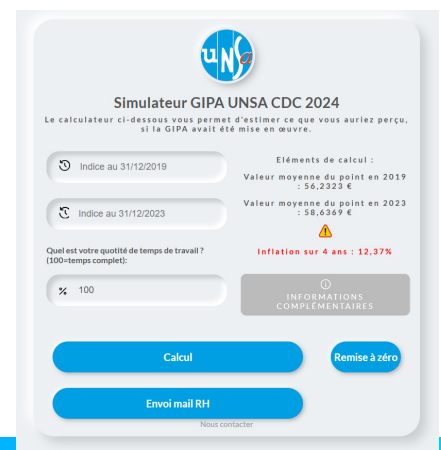 UNSa
Simulateur GIPA UNSA CDC 2024
Le calculateur ci-dessous vous permet d'estimer ce que vous auriez perçu,
si la GIPA avait été mise en œuvre.
Indice au 31/12/2019
Indice au 31/12/2023
Quel est votre quotité de temps de travail ?
(100=temps complet):
% 100
Eléments de calcul :
Valeur moyenne du point en 2019
: 56,2323 €
Valeur moyenne du point en 2023
: 58,6369 €
Inflation sur 4 ans : 12,37%
INFORMATIONS
COMPLÉMENTAIRES
Calcul
Remise à zéro
Envoi mail RH
Nous contacter